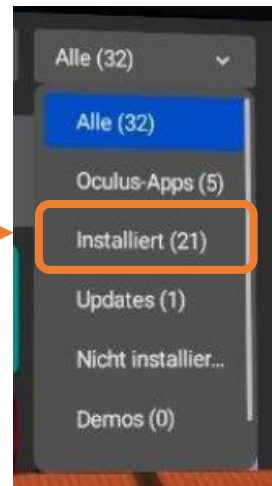 Alle (32)
Alle (32)
Oculus-Apps (5)
Installiert (21)
Updates (1)
Nicht installier...
Demos (0)